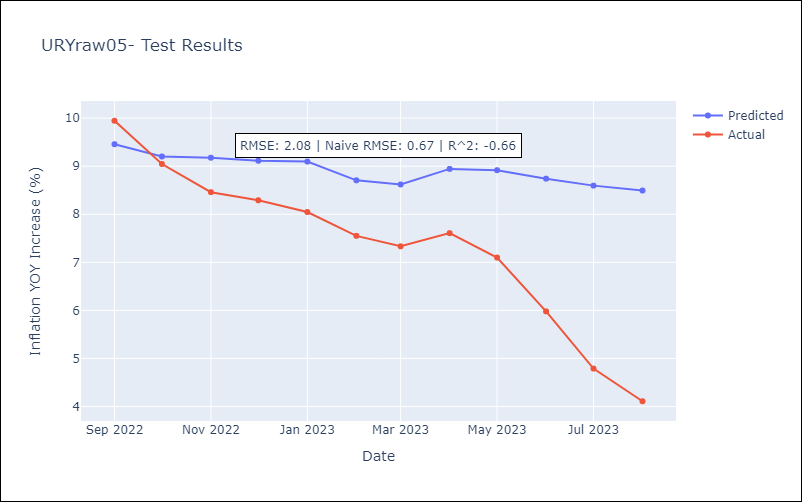 URYraw05- Test Results
Predicted
Actual
RMSE: 2.08 | Naive RMSE: 0.67 | R^2: -0.66
Inflation YOY Increase (%)
10
9
8
7
6
5
4
Sep 2022 Nov 2022 Jan 2023 Mar 2023 May 2023 Jul 2023
Date